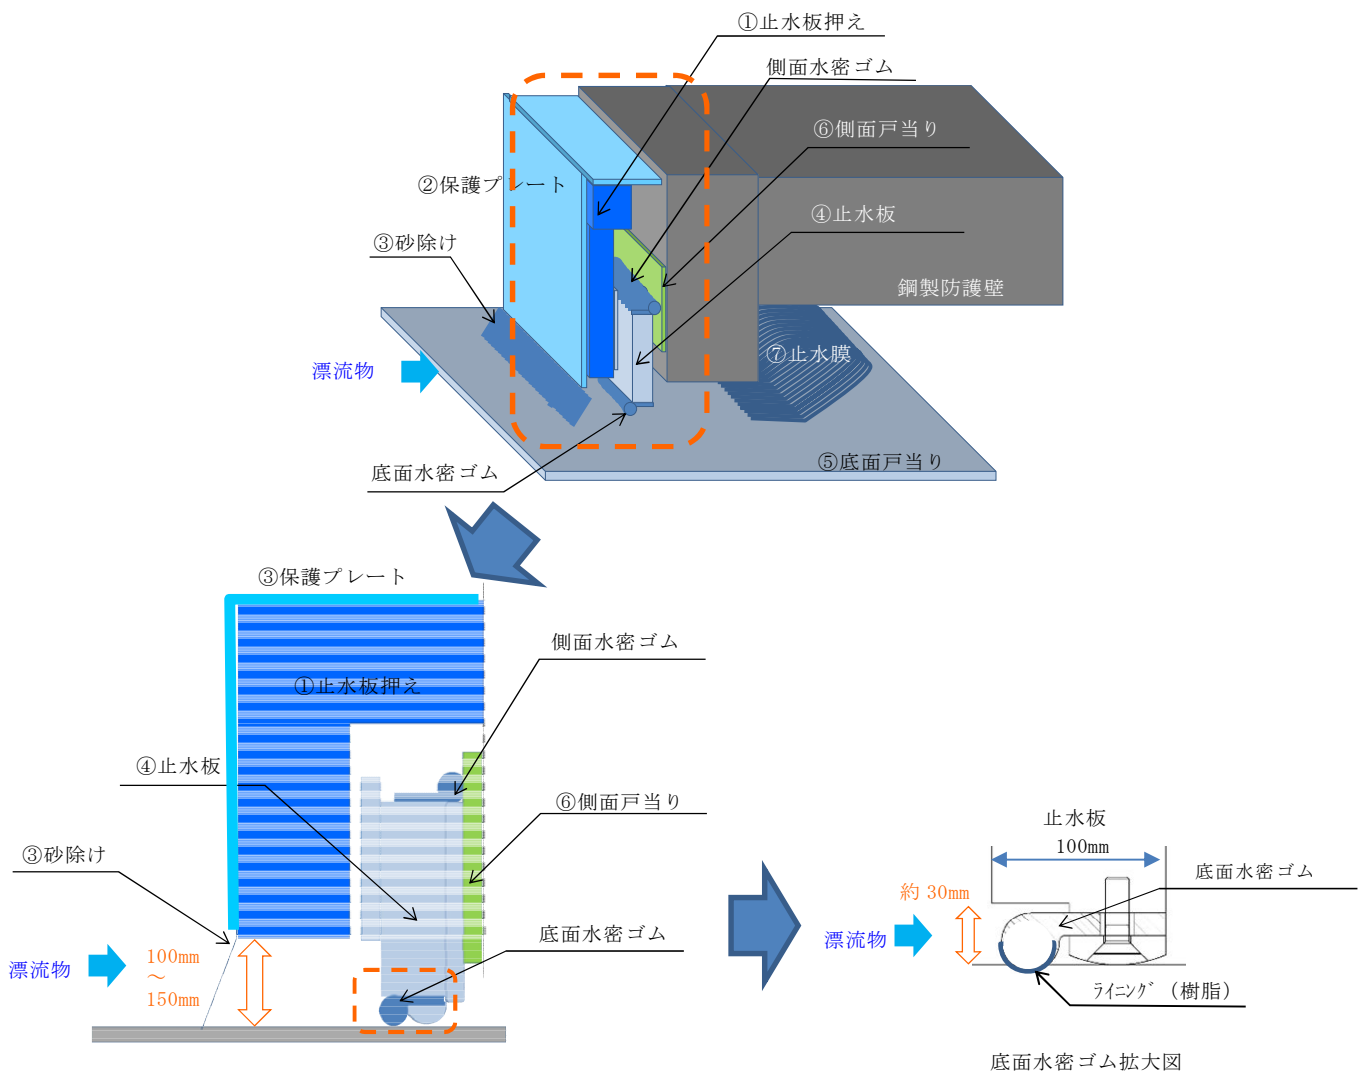 ①止水板押え
側面水密ゴム
⑥側面戸当り
②保護プレート
④止水板
③砂除け
鋼製防護壁
漂流物
⑦止水膜
⑤底面戸当り
底面水密ゴム
③保護プレート
側面水密ゴム
①止水板押え
④止水板
⑥側面戸当り
③砂除け
底面水密ゴム
漂流物
100mm
～
150mm
止水板
100mm
底面水密ゴム
約 30mm
漂流物
ﾗｲﾆﾝｸﾞ（樹脂）
底面水密ゴム拡大図